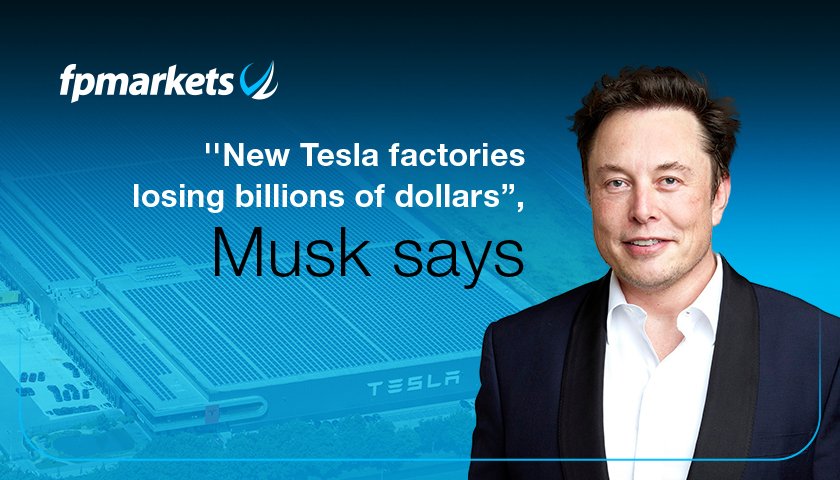 fpmarkets
''New Tesla factories
losing billions of dollars”,
Musk says
TESLA